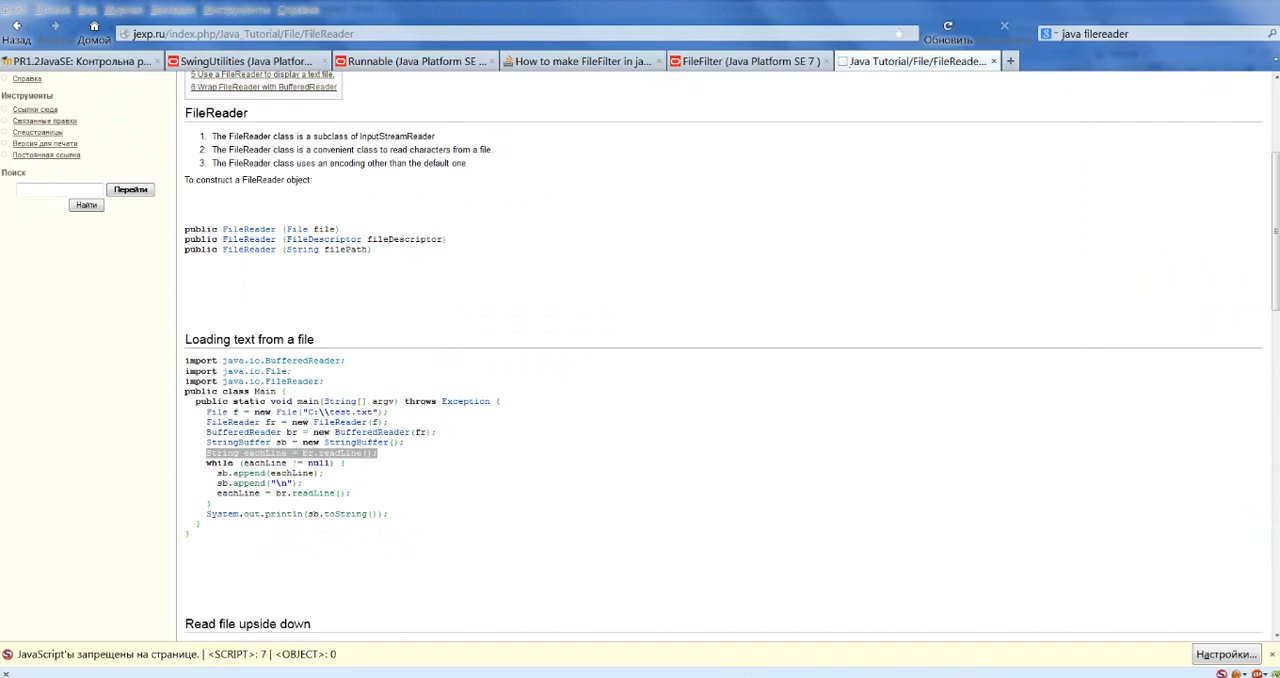 Файл Правка Вид Журнал Закладки Инструменты Справка
Назад Домой jexp.ru/index.php/Java_Tutorial/File/FileReader Обновить java filereader
PR1.2JavaSE: Контрольна р... SwingUtilities (Java Platfor... Runnable (Java Platform SE ... How to make FileFilter in ja... FileFilter (Java Platform SE 7 ) Java Tutorial/File/FileReade...
Справка
Инструменты
Ссылки сюда
Связанные правки
Спецстраницы
Версия для печати
Постоянная ссылка
Поиск
Перейти
Найти
5 Use a FileReader to display a text file.
6 Wrap FileReader with BufferedReader
FileReader
1. The FileReader class is a subclass of InputStreamReader
2. The FileReader class is a convenient class to read characters from a file.
3. The FileReader class uses an encoding other than the default one.
To construct a FileReader object:
public FileReader (File file)
public FileReader (FileDescriptor fileDescriptor)
public FileReader (String filePath)
Loading text from a file
import java.io.BufferedReader;
import java.io.File;
import java.io.FileReader;
public class Main {
public static void main(String[] argv) throws Exception {
File f = new File("C:\\test.txt");
FileReader fr = new FileReader(f);
BufferedReader br = new BufferedReader(fr);
StringBuffer sb = new StringBuffer();
String eachLine = br.readLine();
while (eachLine != null) {
sb.append(eachLine);
sb.append("\n");
eachLine = br.readLine();
}
System.out.println(sb.toString());
}
}
Read file upside down
JavaScript'ы запрещены на странице. | <SCRIPT>: 7 | <OBJECT>: 0 Настройки...